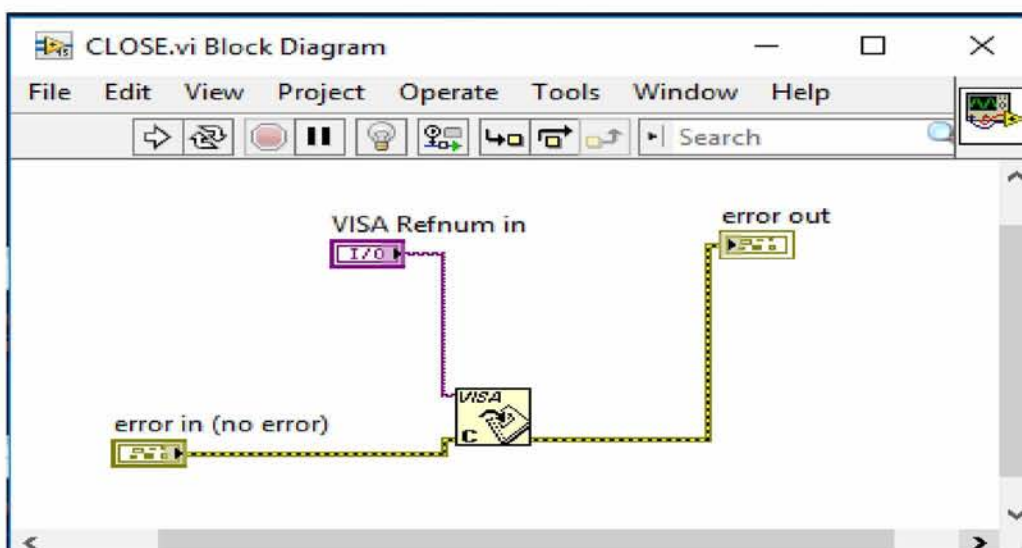 CLOSE.vi Block Diagram
File Edit View Project Operate Tools Window Help
Search
VISA Refnum in
I/O
error out
VISA
C
error in (no error)